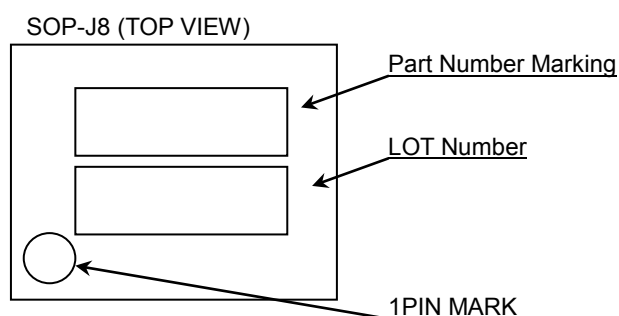 SOP-J8 (TOP VIEW)
Part Number Marking
LOT Number
1PIN MARK